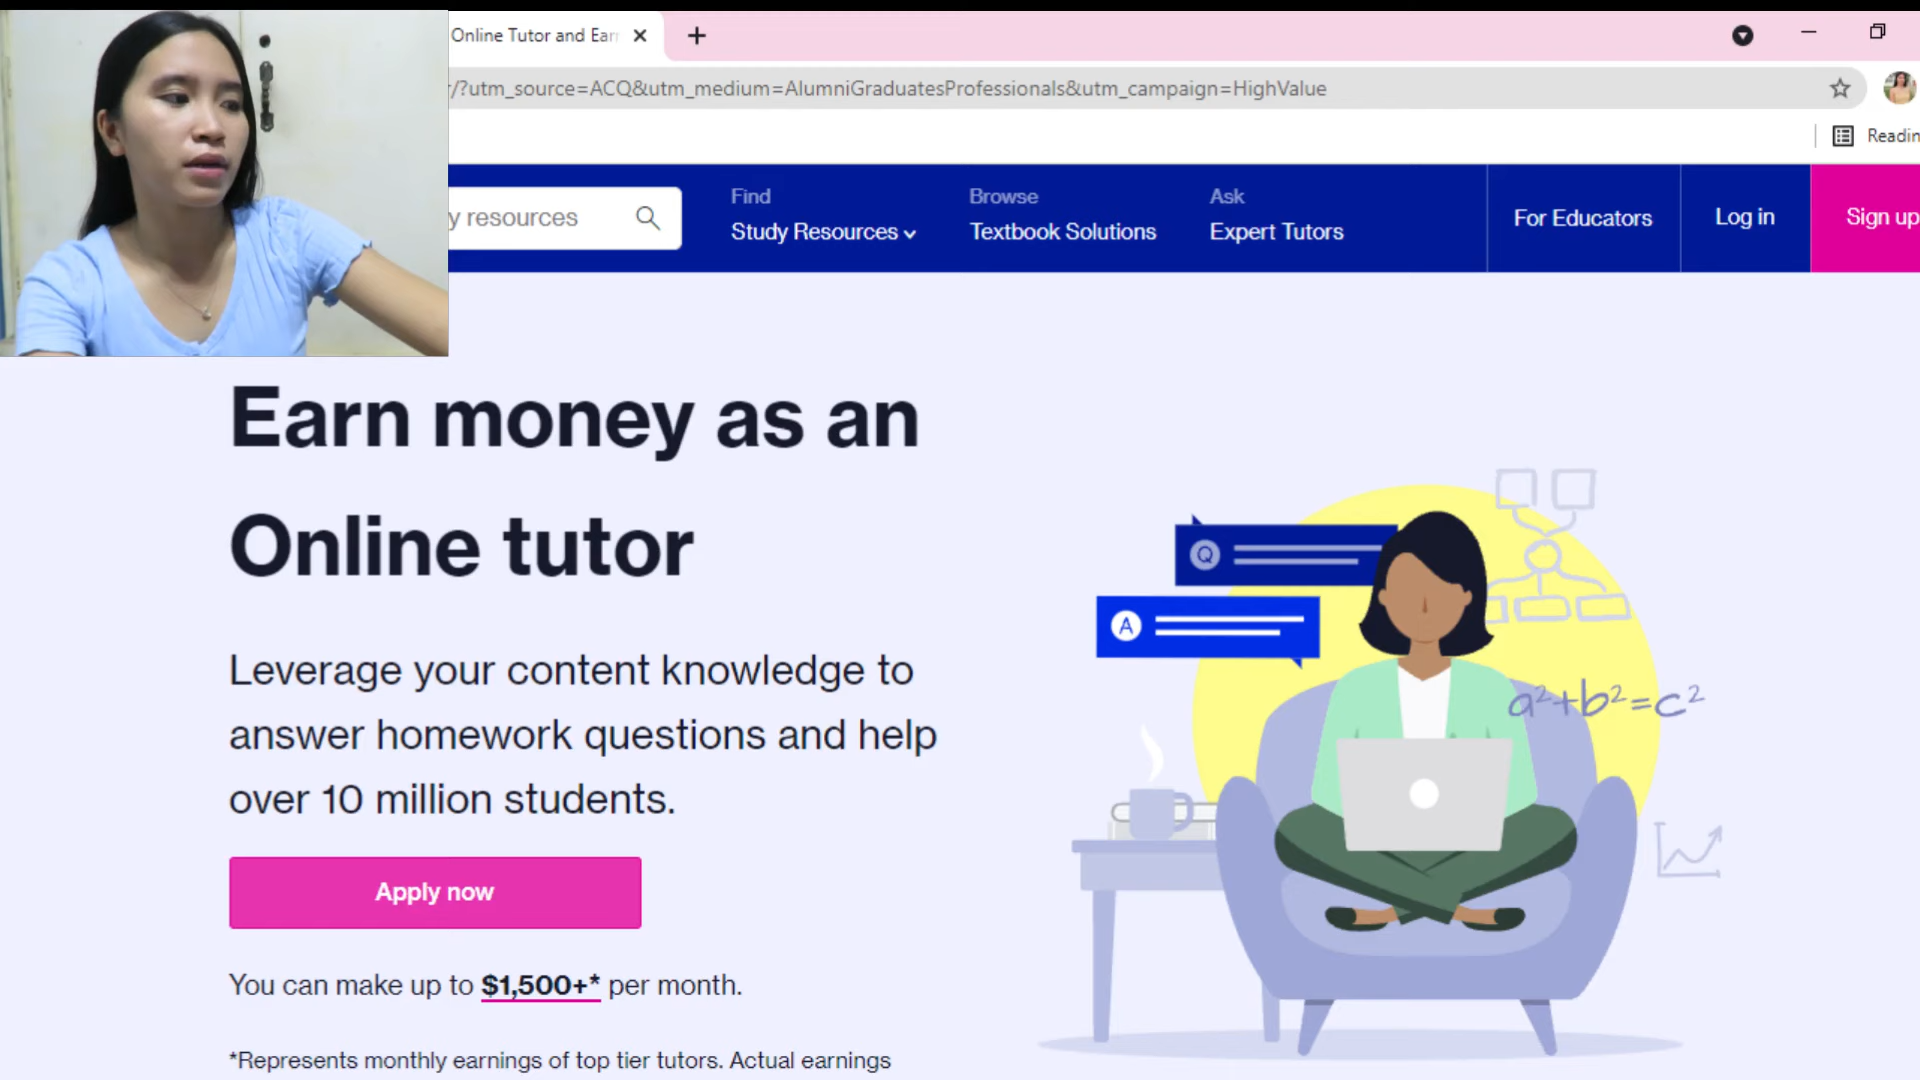 Online Tutor and Ear
/?utm_source=ACQ&utm_medium=AlumniGraduatesProfessionals&utm_campaign=HighValue
Readin
y resources
Find
Study Resources
Browse
Textbook Solutions
Ask
Expert Tutors
For Educators
Log in
Sign up
Earn money as an
Online tutor
Leverage your content knowledge to
answer homework questions and help
over 10 million students.
Apply now
You can make up to $1,500+* per month.
*Represents monthly earnings of top tier tutors. Actual earnings
Q
A
a²+b²=c²